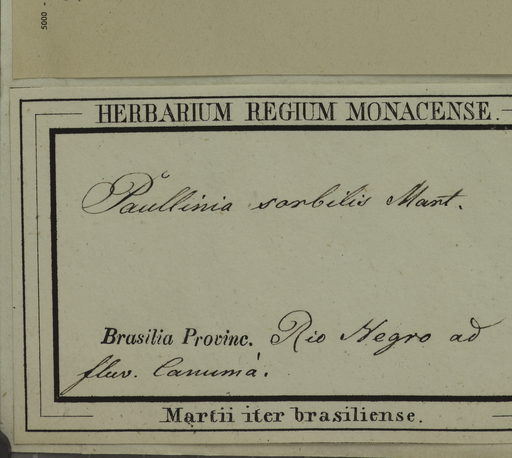 5000 -
HERBARIUM REGIUM MONACENSE.
Paullinia sorbilis Mart.
Brasilia Provinc. Rio Negro ad
fluv. Canumá.
Martii iter brasiliense.